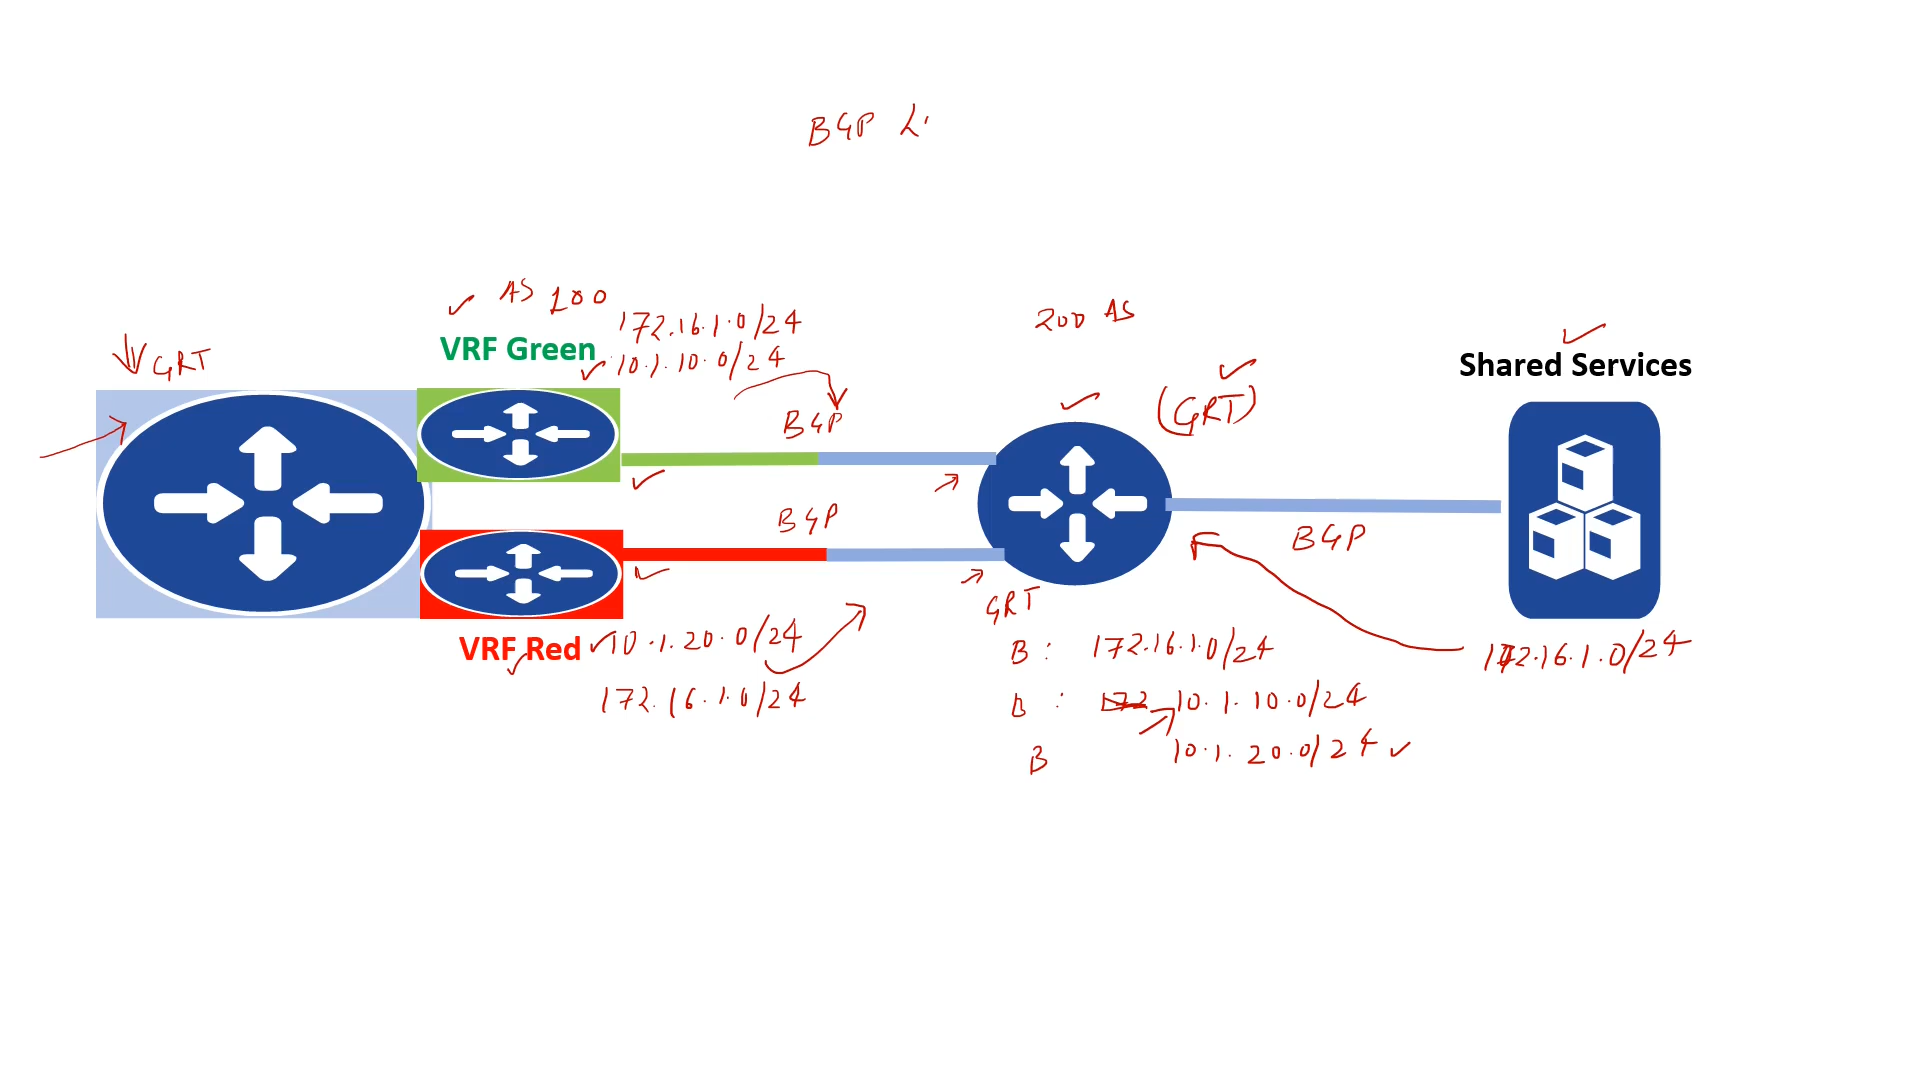 BGP L
AS 100
172.16.1.0/24
VRF Green
10.1.10.0/24
GRT
BGP
200 AS
(GRT)
Shared Services
BGP
BGP
GRT
VRF Red
10.1.20.0/24
172.16.1.0/24
B: 172.16.1.0/24
B: 172 10.1.10.0/24
B 10.1.20.0/24
172.16.1.0/24